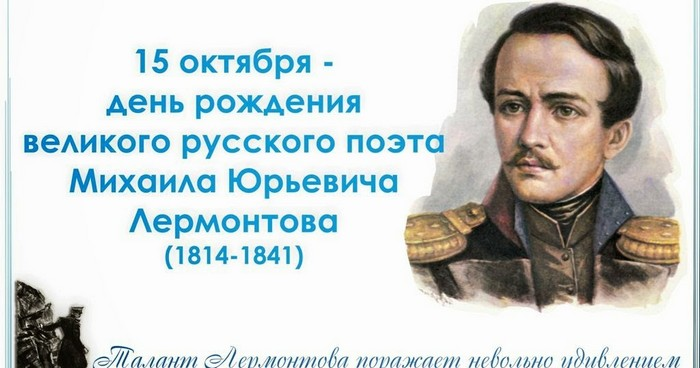 15 октября -
день рождения
великого русского поэта
Михаила Юрьевича
Лермонтова
(1814-1841)
Талант Лермонтова поражает невольно удивлением